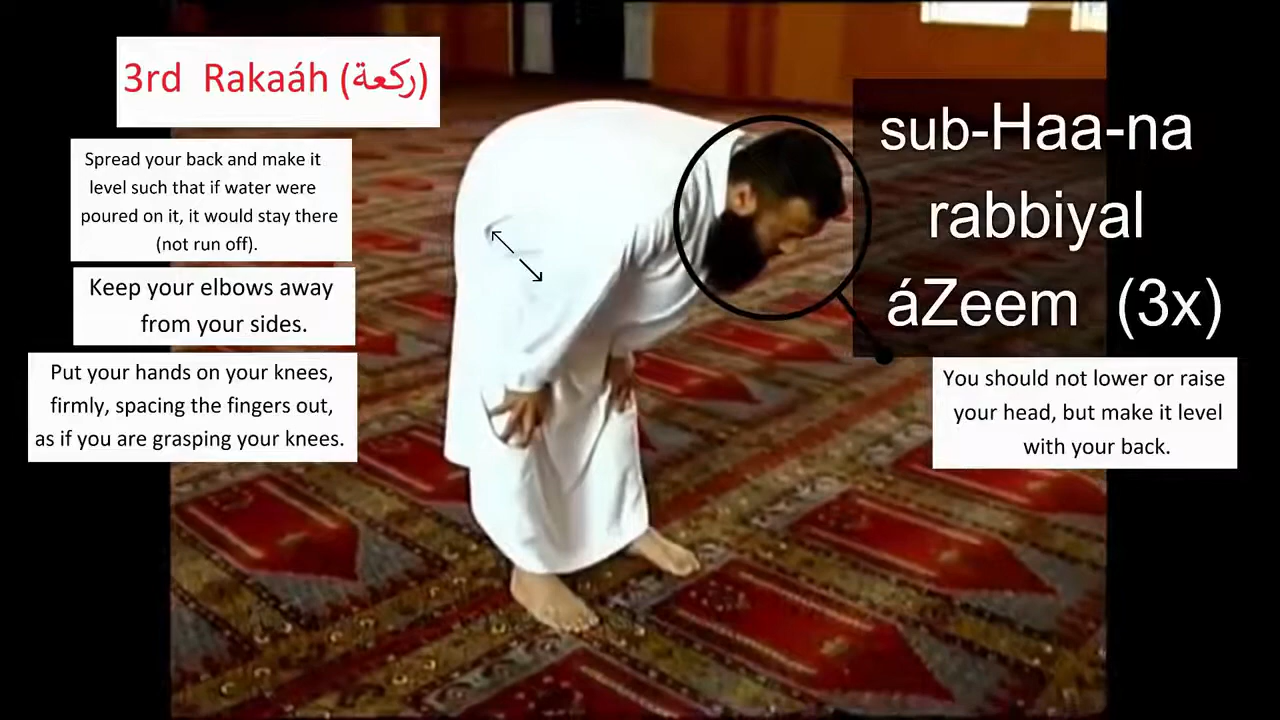 3rd Rakaáh (ركعة)
Spread your back and make it
level such that if water were
poured on it, it would stay there
(not run off).
Keep your elbows away
from your sides.
Put your hands on your knees,
firmly, spacing the fingers out,
as if you are grasping your knees.
sub-Haa-na
rabbiyal
áZeem (3x)
You should not lower or raise
your head, but make it level
with your back.